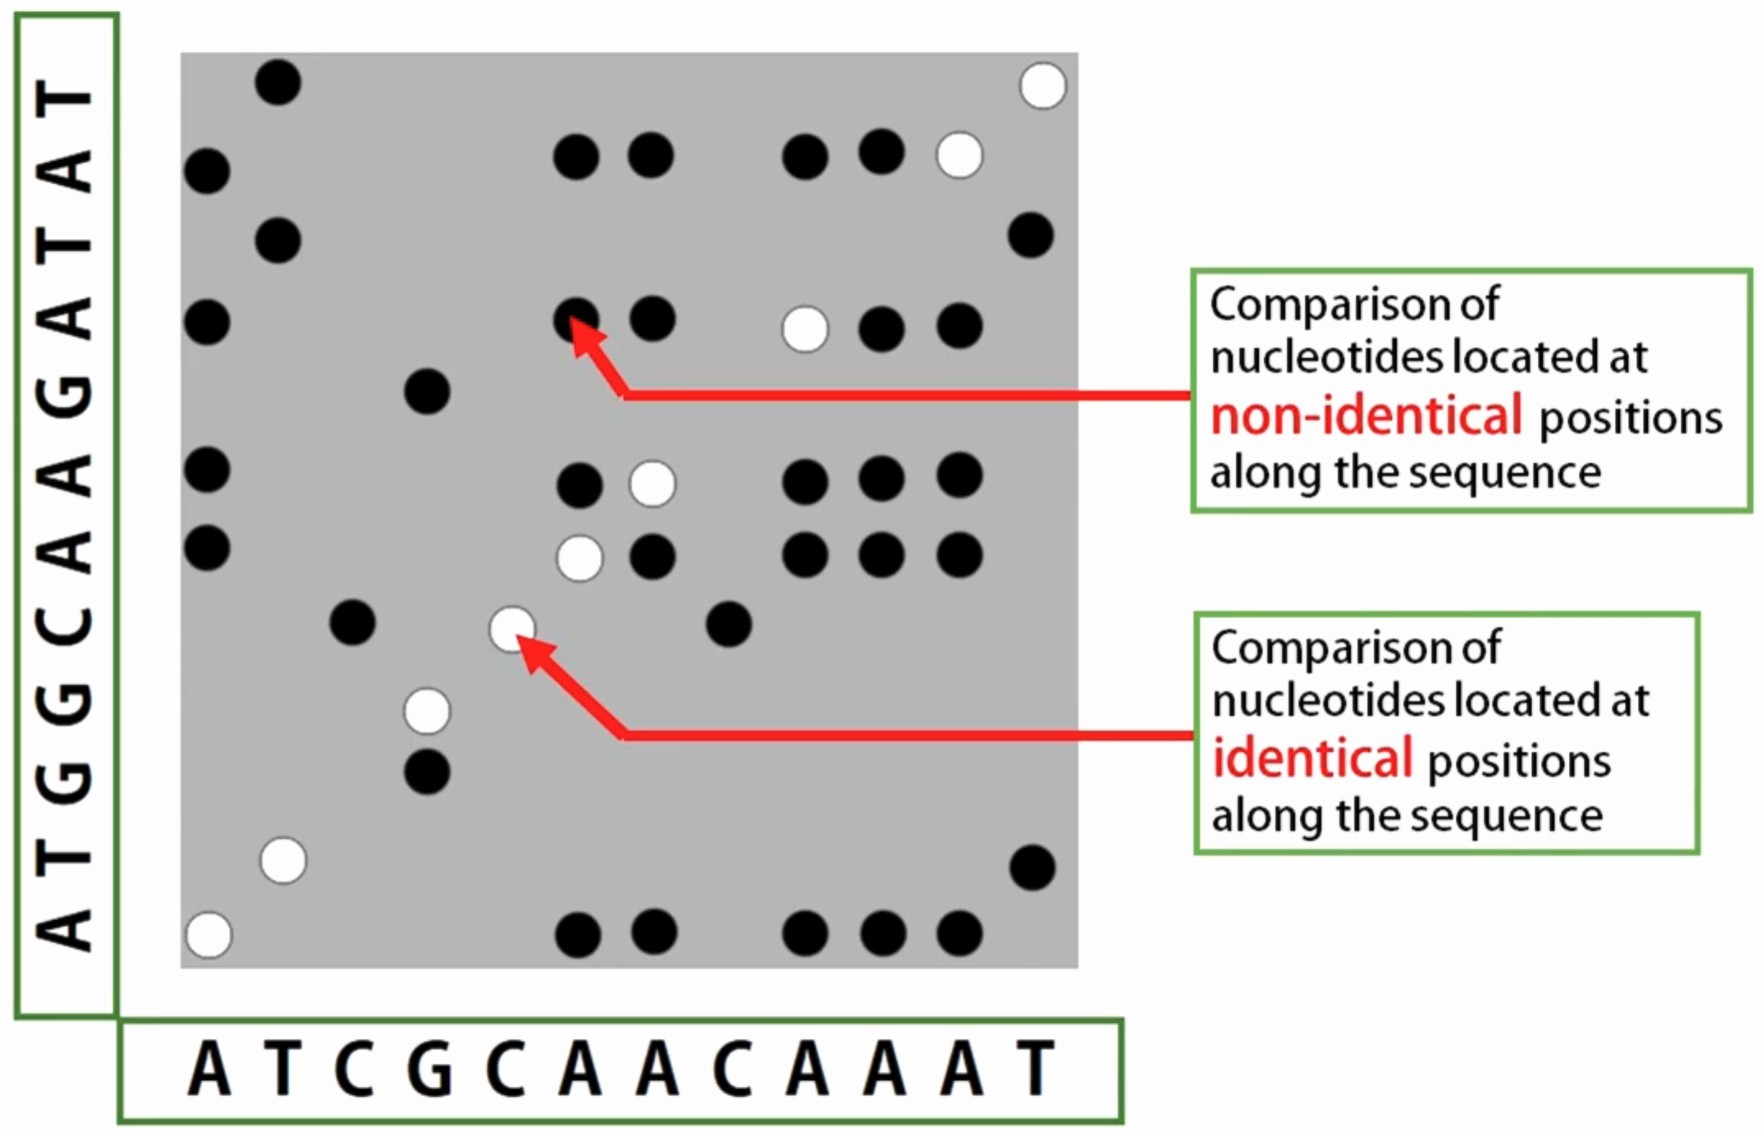 A T G G C A A G A T A T
Comparison of
nucleotides located at
non-identical positions
along the sequence
Comparison of
nucleotides located at
identical positions
along the sequence
A T C G C A A C A A A T